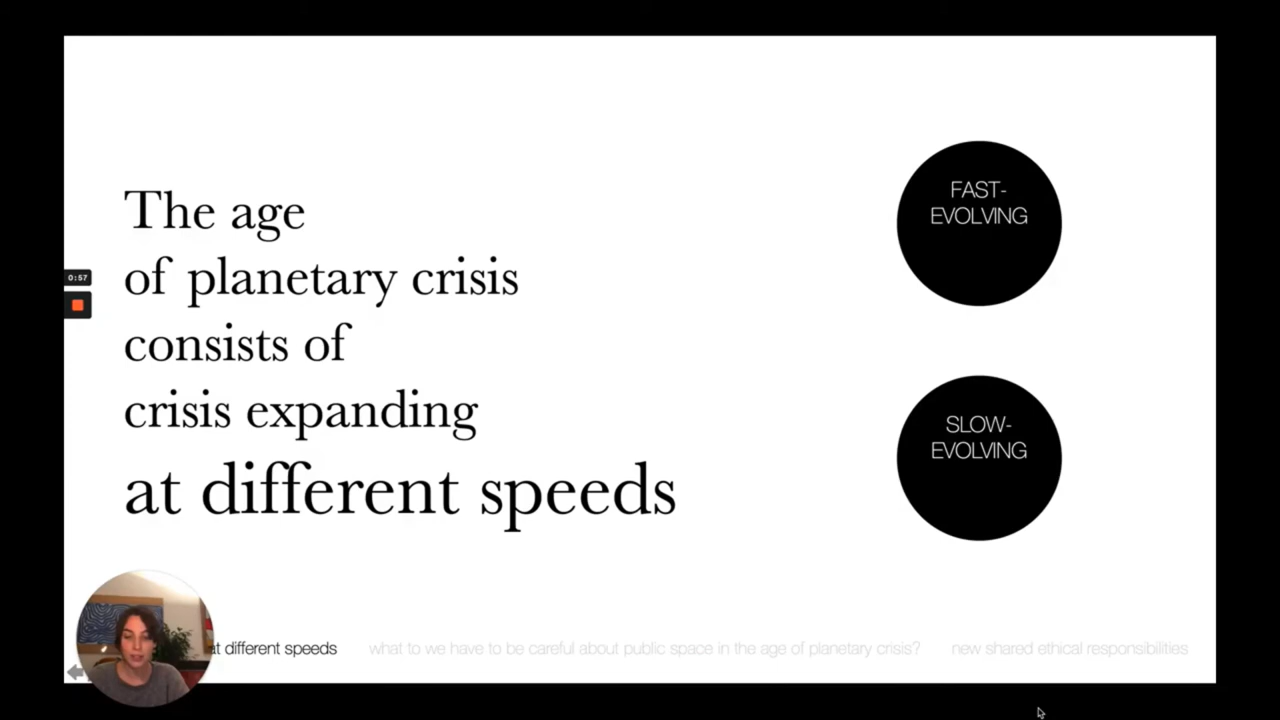 The age
of planetary crisis
consists of
crisis expanding
at different speeds
FAST-
EVOLVING
SLOW-
EVOLVING
0:57
at different speeds
what to we have to be careful about public space in the age of planetary crisis?
new shared ethical responsibilities